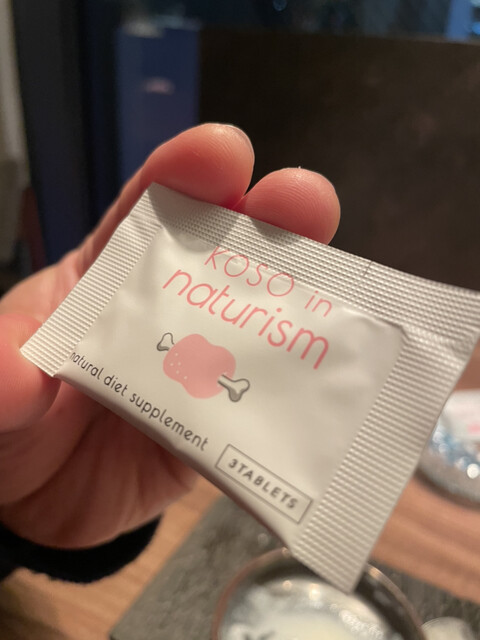 KOSO in
naturism
natural diet supplement
3TABLETS